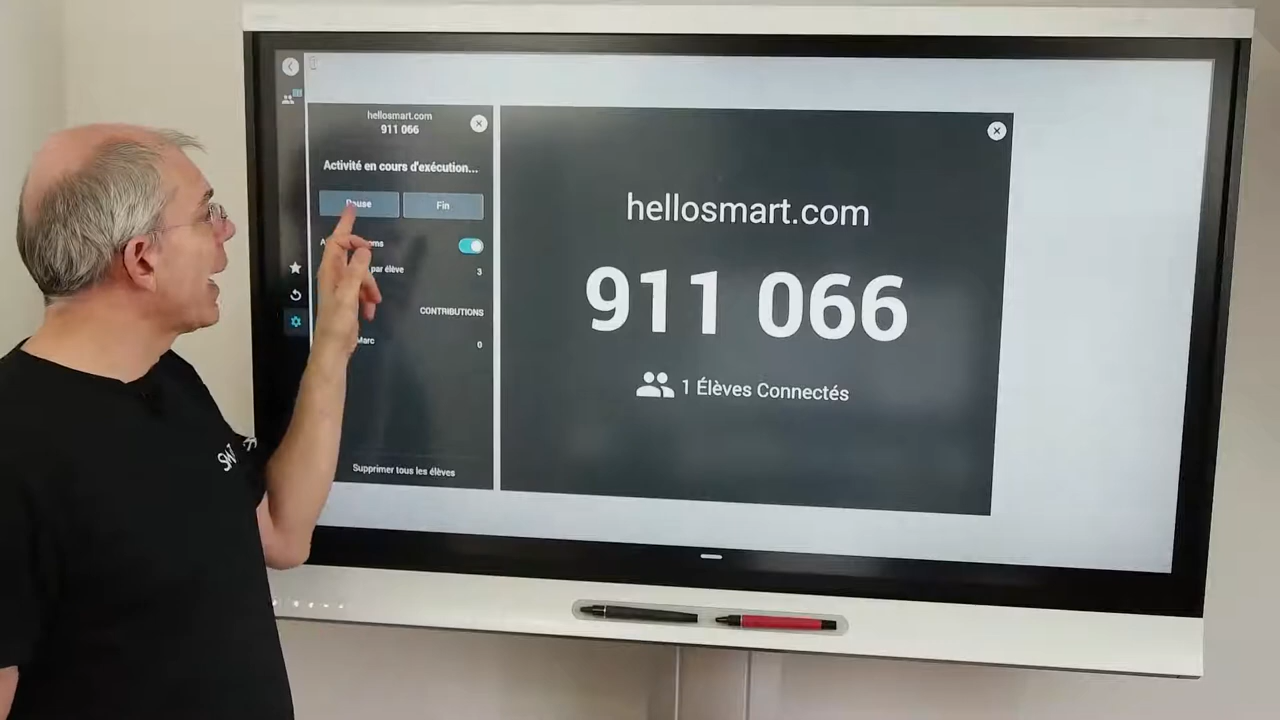 hellosmart.com
911 066
Activité en cours d'exécution...
Pause
Fin
par élève
3
CONTRIBUTIONS
Marc
0
Supprimer tous les élèves
hellosmart.com
911 066
1 Élèves Connectés